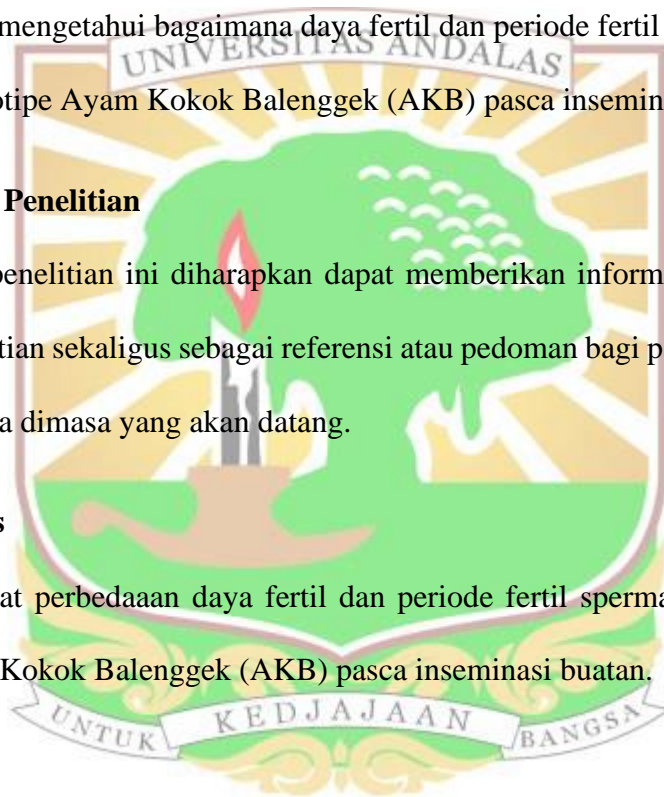 mengetahui bagaimana daya fertil dan periode fertil
UNIVERSITAS ANDALAS
otipe Ayam Kokok Balenggek (AKB) pasca insemin
Penelitian
penelitian ini diharapkan dapat memberikan inform
tian sekaligus sebagai referensi atau pedoman bagi p
a dimasa yang akan datang.
s
at perbedaaan daya fertil dan periode fertil sperma
Kokok Balenggek (AKB) pasca inseminasi buatan.
UNTUK KEDJAJAAN BANGSA